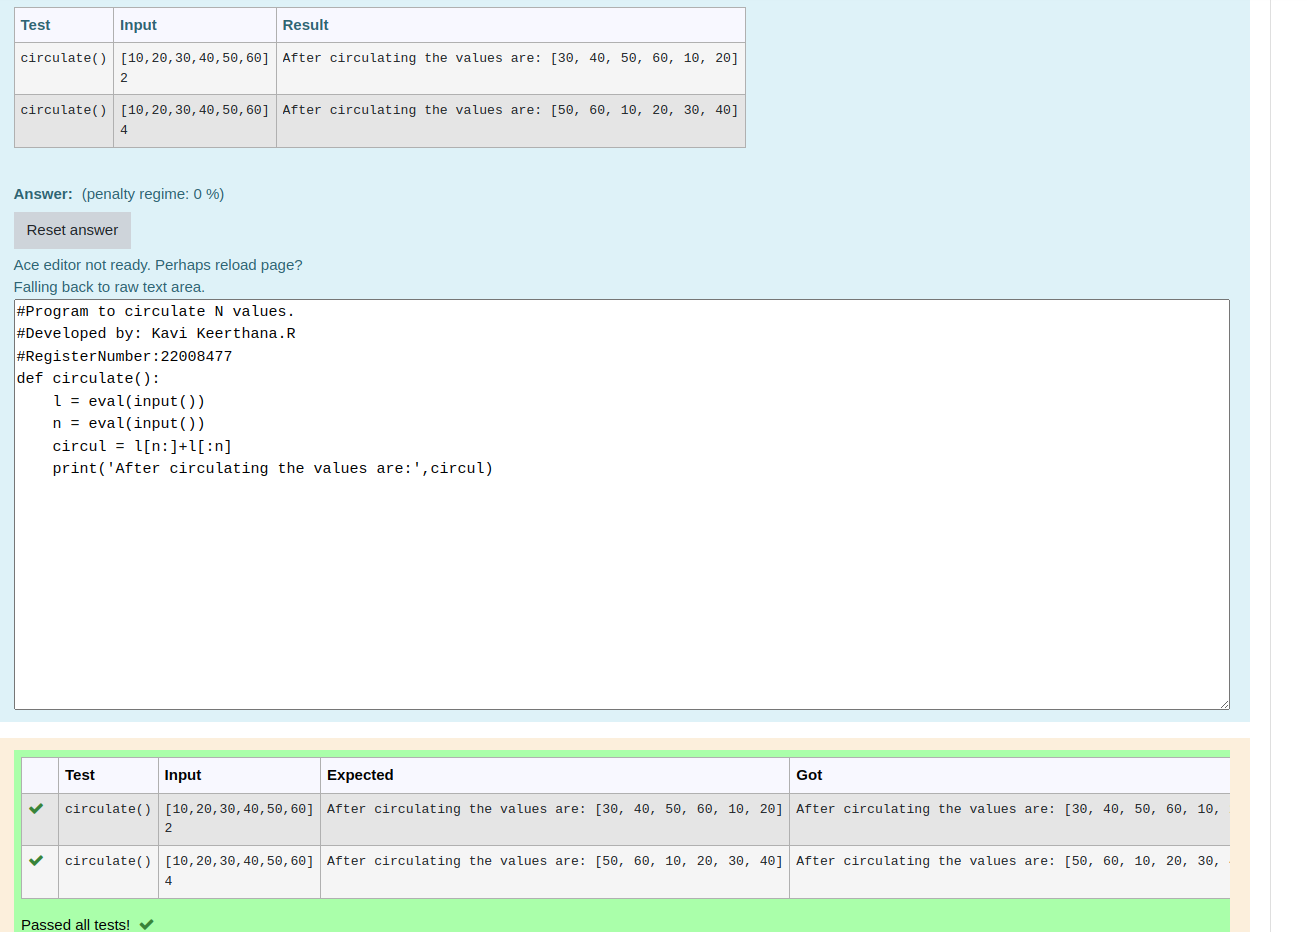 Test Input Result
circulate() [10,20,30,40,50,60] After circulating the values are: [30, 40, 50, 60, 10, 20]
2
circulate() [10,20,30,40,50,60] After circulating the values are: [50, 60, 10, 20, 30, 40]
4
Answer: (penalty regime: 0 %)
Reset answer
Ace editor not ready. Perhaps reload page?
Falling back to raw text area.
#Program to circulate N values.
#Developed by: Kavi Keerthana.R
#RegisterNumber:22008477
def circulate():
    l = eval(input())
    n = eval(input())
    circul = l[n:]+l[:n]
    print('After circulating the values are:',circul)
Test Input Expected Got
circulate() [10,20,30,40,50,60] After circulating the values are: [30, 40, 50, 60, 10, 20] After circulating the values are: [30, 40, 50, 60, 10,
2
circulate() [10,20,30,40,50,60] After circulating the values are: [50, 60, 10, 20, 30, 40] After circulating the values are: [50, 60, 10, 20, 30,
4
Passed all tests!